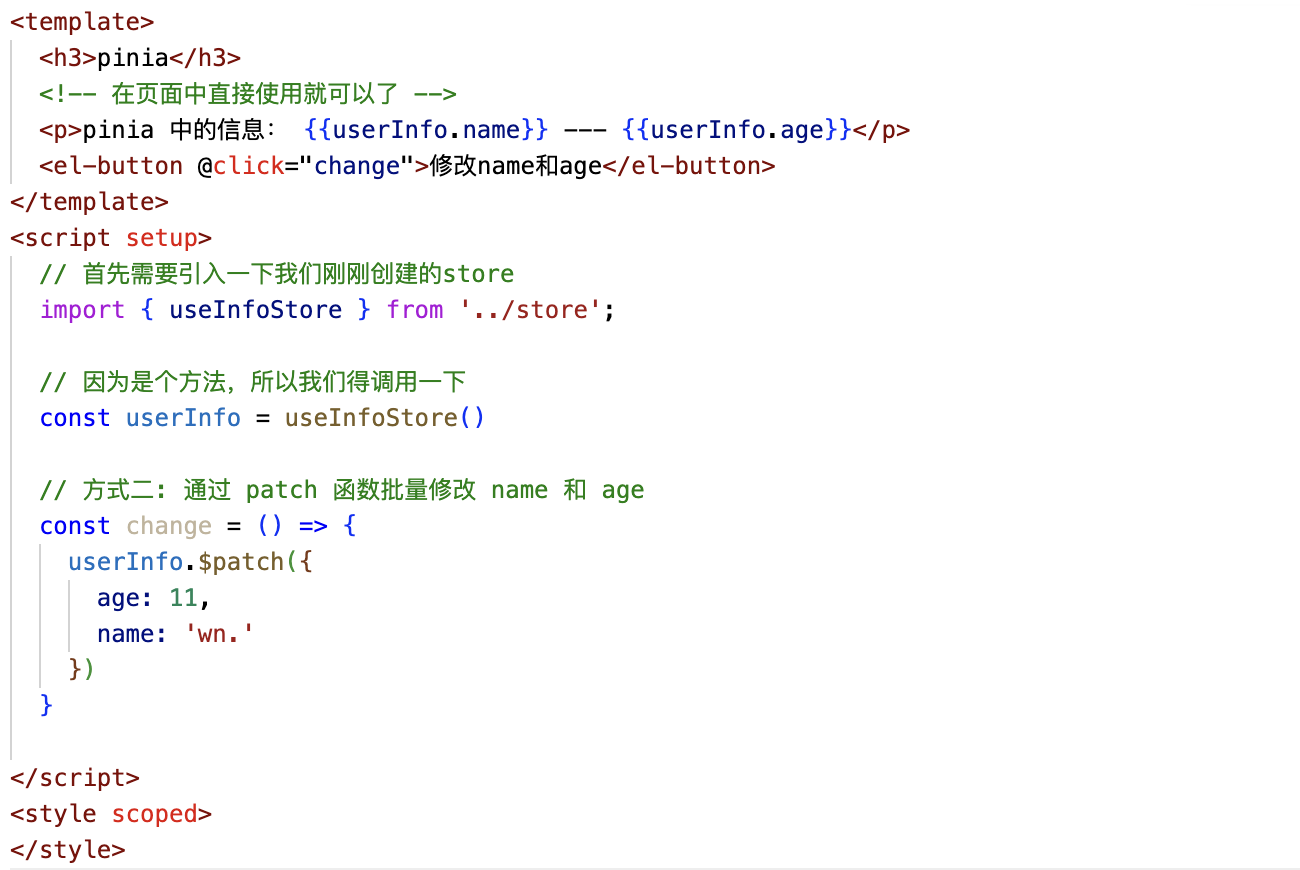 <template>
  <h3>pinia</h3>
  <!-- 在页面中直接使用就可以了 -->
  <p>pinia 中的信息： {{userInfo.name}} --- {{userInfo.age}}</p>
  <el-button @click="change">修改name和age</el-button>
</template>
<script setup>
  // 首先需要引入一下我们刚刚创建的store
  import { useInfoStore } from '../store';
  // 因为是个方法，所以我们得调用一下
  const userInfo = useInfoStore()
  // 方式二: 通过 patch 函数批量修改 name 和 age
  const change = () => {
    userInfo.$patch({
      age: 11,
      name: 'wn.'
    })
  }
</script>
<style scoped>
</style>